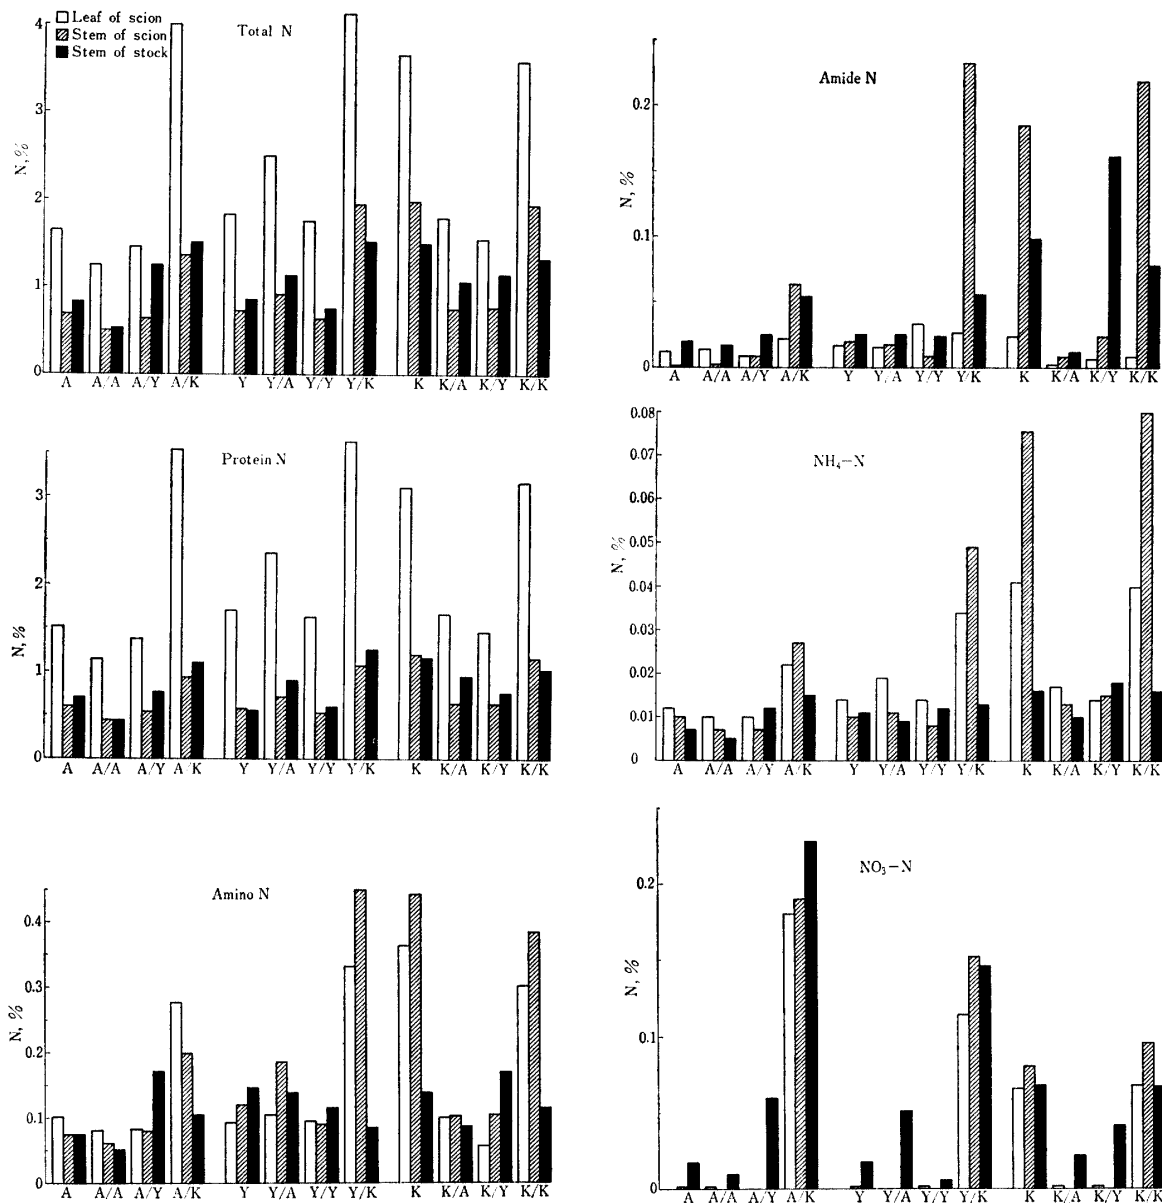 Leaf of scion
Stem of scion
Stem of stock
Total N
N, %
4
3
2
1
0
A A/A A/Y A/K Y Y/A Y/Y Y/K K K/A K/Y K/K
Amide N
N, %
0.2
0.1
0
A A/A A/Y A/K Y Y/A Y/Y Y/K K K/A K/Y K/K
Protein N
N, %
3
2
1
0
A A/A A/Y A/K Y Y/A Y/Y Y/K K K/A K/Y K/K
NH₄-N
N, %
0.08
0.07
0.06
0.05
0.04
0.03
0.02
0.01
0
A A/A A/Y A/K Y Y/A Y/Y Y/K K K/A K/Y K/K
Amino N
N, %
0.4
0.3
0.2
0.1
0
A A/A A/Y A/K Y Y/A Y/Y Y/K K K/A K/Y K/K
NO₃-N
N, %
0.2
0.1
0
A A/A A/Y A/K Y Y/A Y/Y Y/K K K/A K/Y K/K